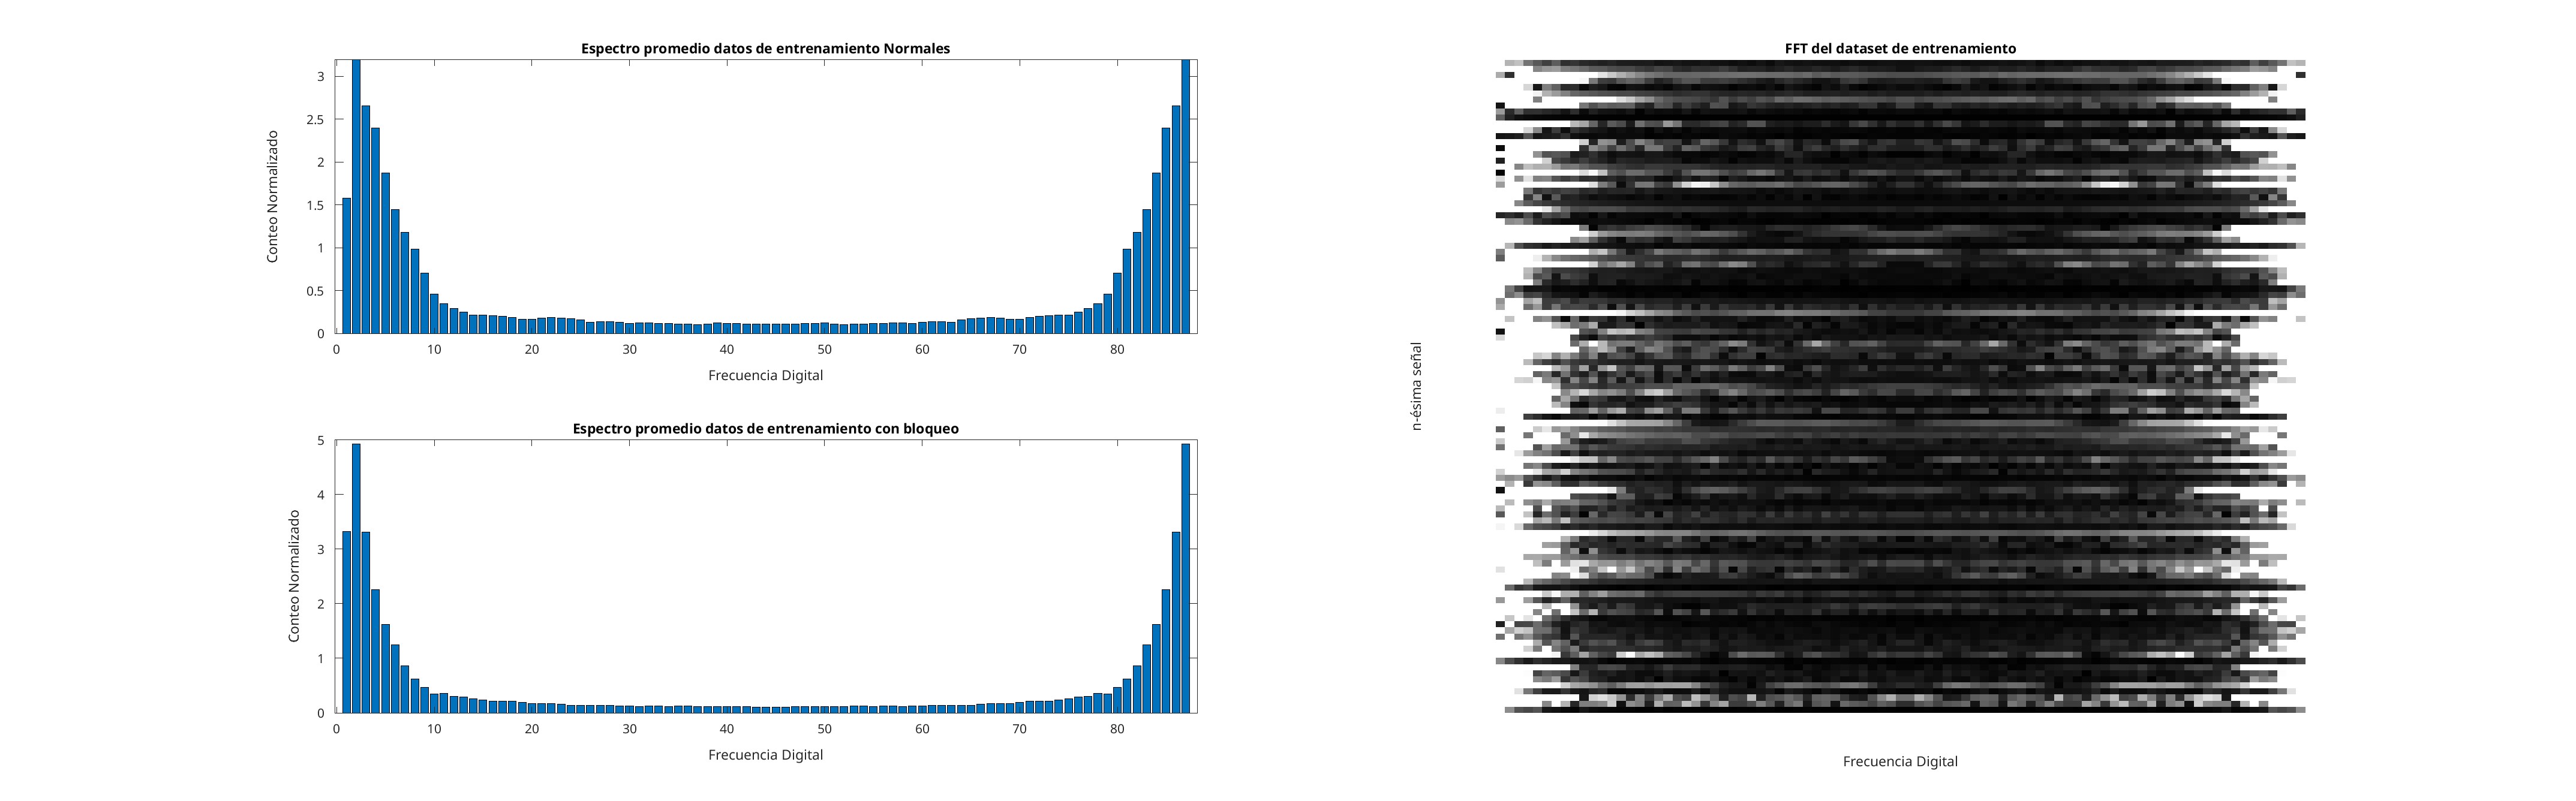 Espectro promedio datos de entrenamiento Normales
3
2.5
2
1.5
1
0.5
0
Conteo Normalizado
0 10 20 30 40 50 60 70 80
Frecuencia Digital
Espectro promedio datos de entrenamiento con bloqueo
5
4
3
2
1
0
Conteo Normalizado
0 10 20 30 40 50 60 70 80
Frecuencia Digital
FFT del dataset de entrenamiento
n-ésima señal
Frecuencia Digital